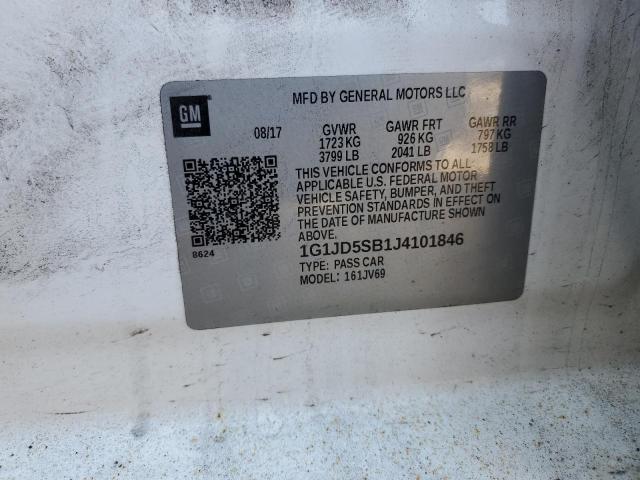 MFD BY GENERAL MOTORS LLC
GM
08/17 GVWR GAWR FRT GAWR RR
1723 KG 926 KG 797 KG
3799 LB 2041 LB 1758 LB
THIS VEHICLE CONFORMS TO ALL
APPLICABLE U.S. FEDERAL MOTOR
VEHICLE SAFETY, BUMPER, AND THEFT
PREVENTION STANDARDS IN EFFECT ON
THE DATE OF MANUFACTURE SHOWN
ABOVE.
8624
1G1JD5SB1J4101846
TYPE: PASS CAR
MODEL: 161JV69